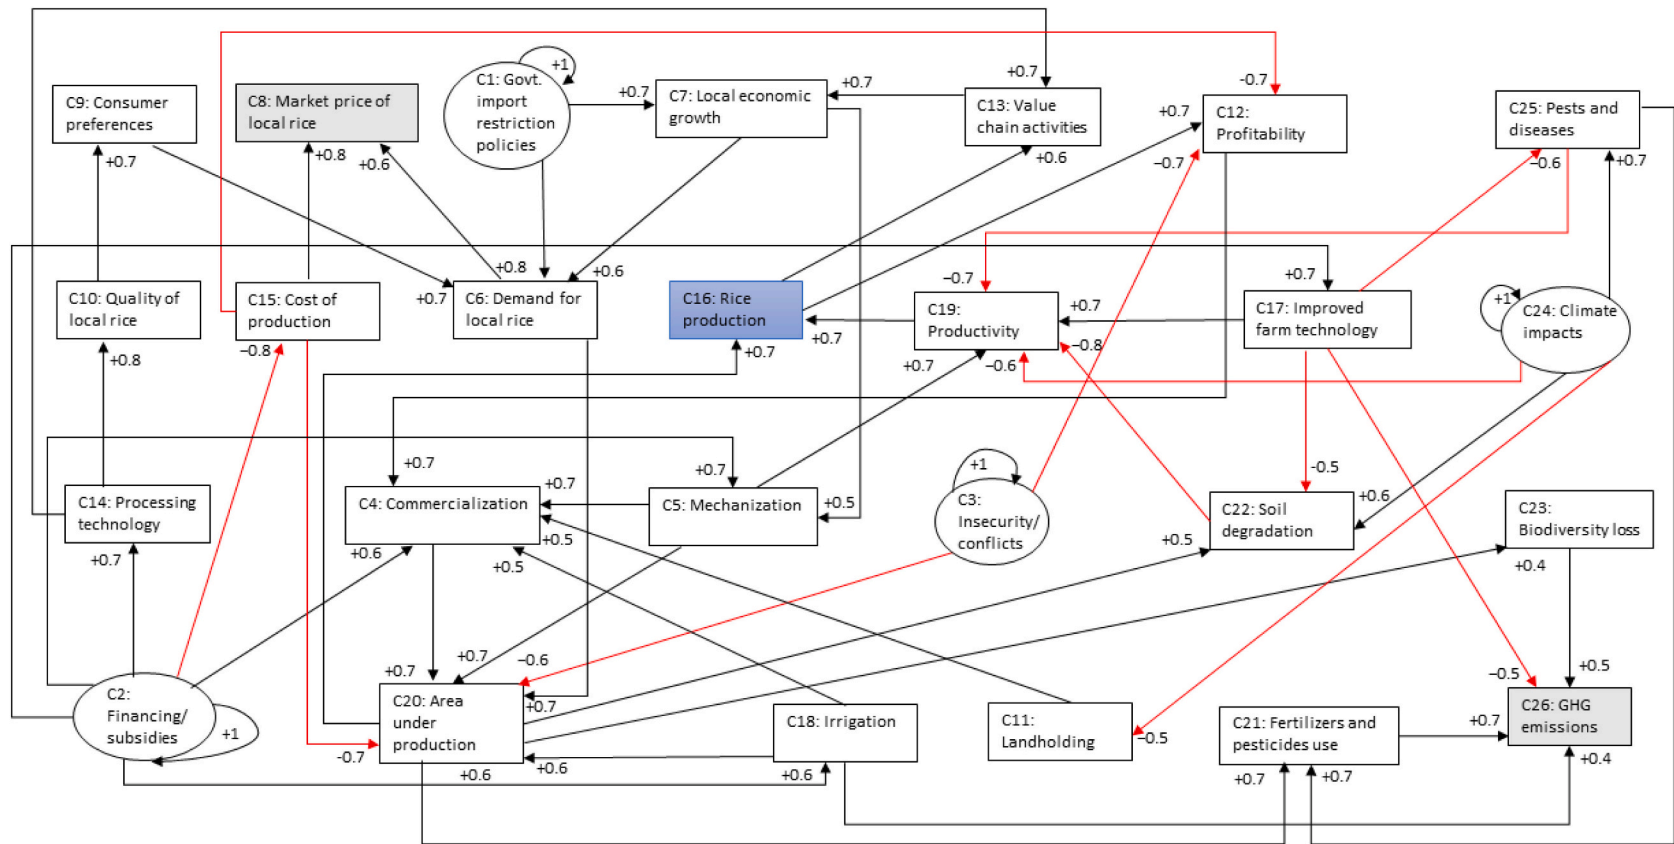 +1
C1: Govt.
import
restriction
policies
+0.7
C7: Local economic
growth
+0.7
+0.7
C13: Value
chain activities
+0.6
−0.7
+0.7
C12:
Profitability
−0.7
C25: Pests and
diseases
−0.6
+0.7
C9: Consumer
preferences
+0.7
C8: Market price of
local rice
+0.8
+0.6
C10: Quality of
local rice
+0.8
C15: Cost of
production
−0.8
+0.7
+0.8
+0.6
C6: Demand for
local rice
C16: Rice
production
+0.7
+0.7
−0.7
C19:
Productivity
+0.7
−0.8
+0.7
−0.6
+0.7
C17: Improved
farm technology
+1
C24: Climate
impacts
+0.7
+0.7
+0.7
+0.5
C14: Processing
technology
+0.7
C4: Commercialization
+0.6
+0.5
+0.5
C5: Mechanization
+1
C3:
Insecurity/
conflicts
−0.5
+0.6
C22: Soil
degradation
+0.5
C23:
Biodiversity loss
+0.4
+0.7
+0.7
−0.6
C2:
Financing/
subsidies
+1
C20: Area
under
production
+0.7
−0.7
+0.6
+0.6
C18: Irrigation
+0.6
C11:
Landholding
−0.5
C21: Fertilizers and
pesticides use
+0.7
+0.7
+0.7
−0.5
+0.5
C26: GHG
emissions
+0.4